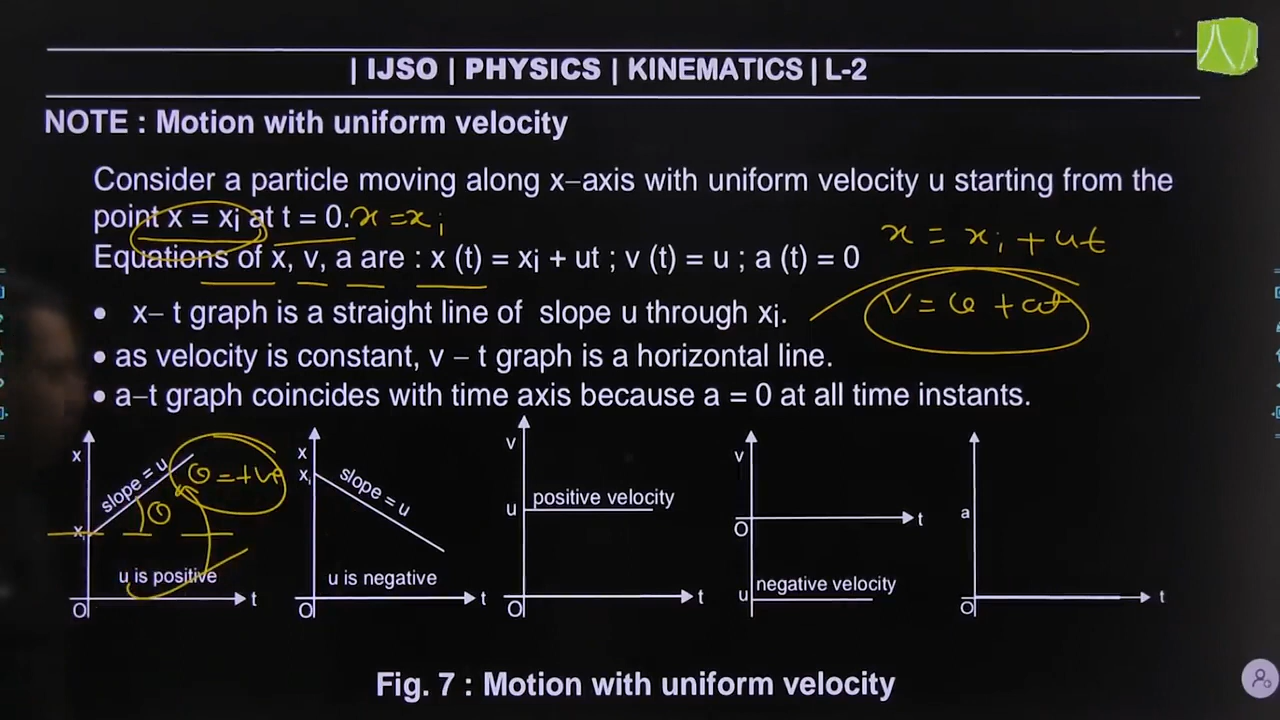 | IJSO | PHYSICS | KINEMATICS | L-2
NOTE : Motion with uniform velocity
Consider a particle moving along x–axis with uniform velocity u starting from the
point x = xi at t = 0. x = xi
x = xi + ut
Equations of x, v, a are : x (t) = xi + ut ; v (t) = u ; a (t) = 0
v = u + at
• x– t graph is a straight line of slope u through xi.
• as velocity is constant, v – t graph is a horizontal line.
• a–t graph coincides with time axis because a = 0 at all time instants.
x
slope = u
θ = +ve
θ
xi
u is positive
O
t
x
xi
slope = u
u is negative
O
t
v
u
positive velocity
O
t
v
O
t
u
negative velocity
a
O
t
Fig. 7 : Motion with uniform velocity